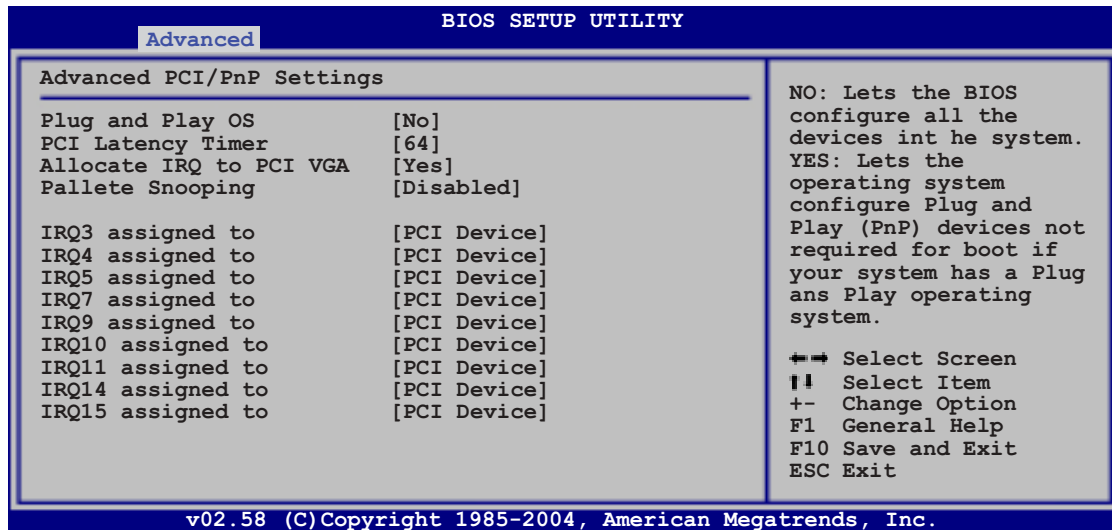 BIOS SETUP UTILITY
Advanced
Advanced PCI/PnP Settings
Plug and Play OS [No]
PCI Latency Timer [64]
Allocate IRQ to PCI VGA [Yes]
Pallete Snooping [Disabled]
IRQ3 assigned to [PCI Device]
IRQ4 assigned to [PCI Device]
IRQ5 assigned to [PCI Device]
IRQ7 assigned to [PCI Device]
IRQ9 assigned to [PCI Device]
IRQ10 assigned to [PCI Device]
IRQ11 assigned to [PCI Device]
IRQ14 assigned to [PCI Device]
IRQ15 assigned to [PCI Device]
NO: Lets the BIOS
configure all the
devices int he system.
YES: Lets the
operating system
configure Plug and
Play (PnP) devices not
required for boot if
your system has a Plug
ans Play operating
system.
←→ Select Screen
↑↓ Select Item
+- Change Option
F1 General Help
F10 Save and Exit
ESC Exit
v02.58 (C)Copyright 1985-2004, American Megatrends, Inc.